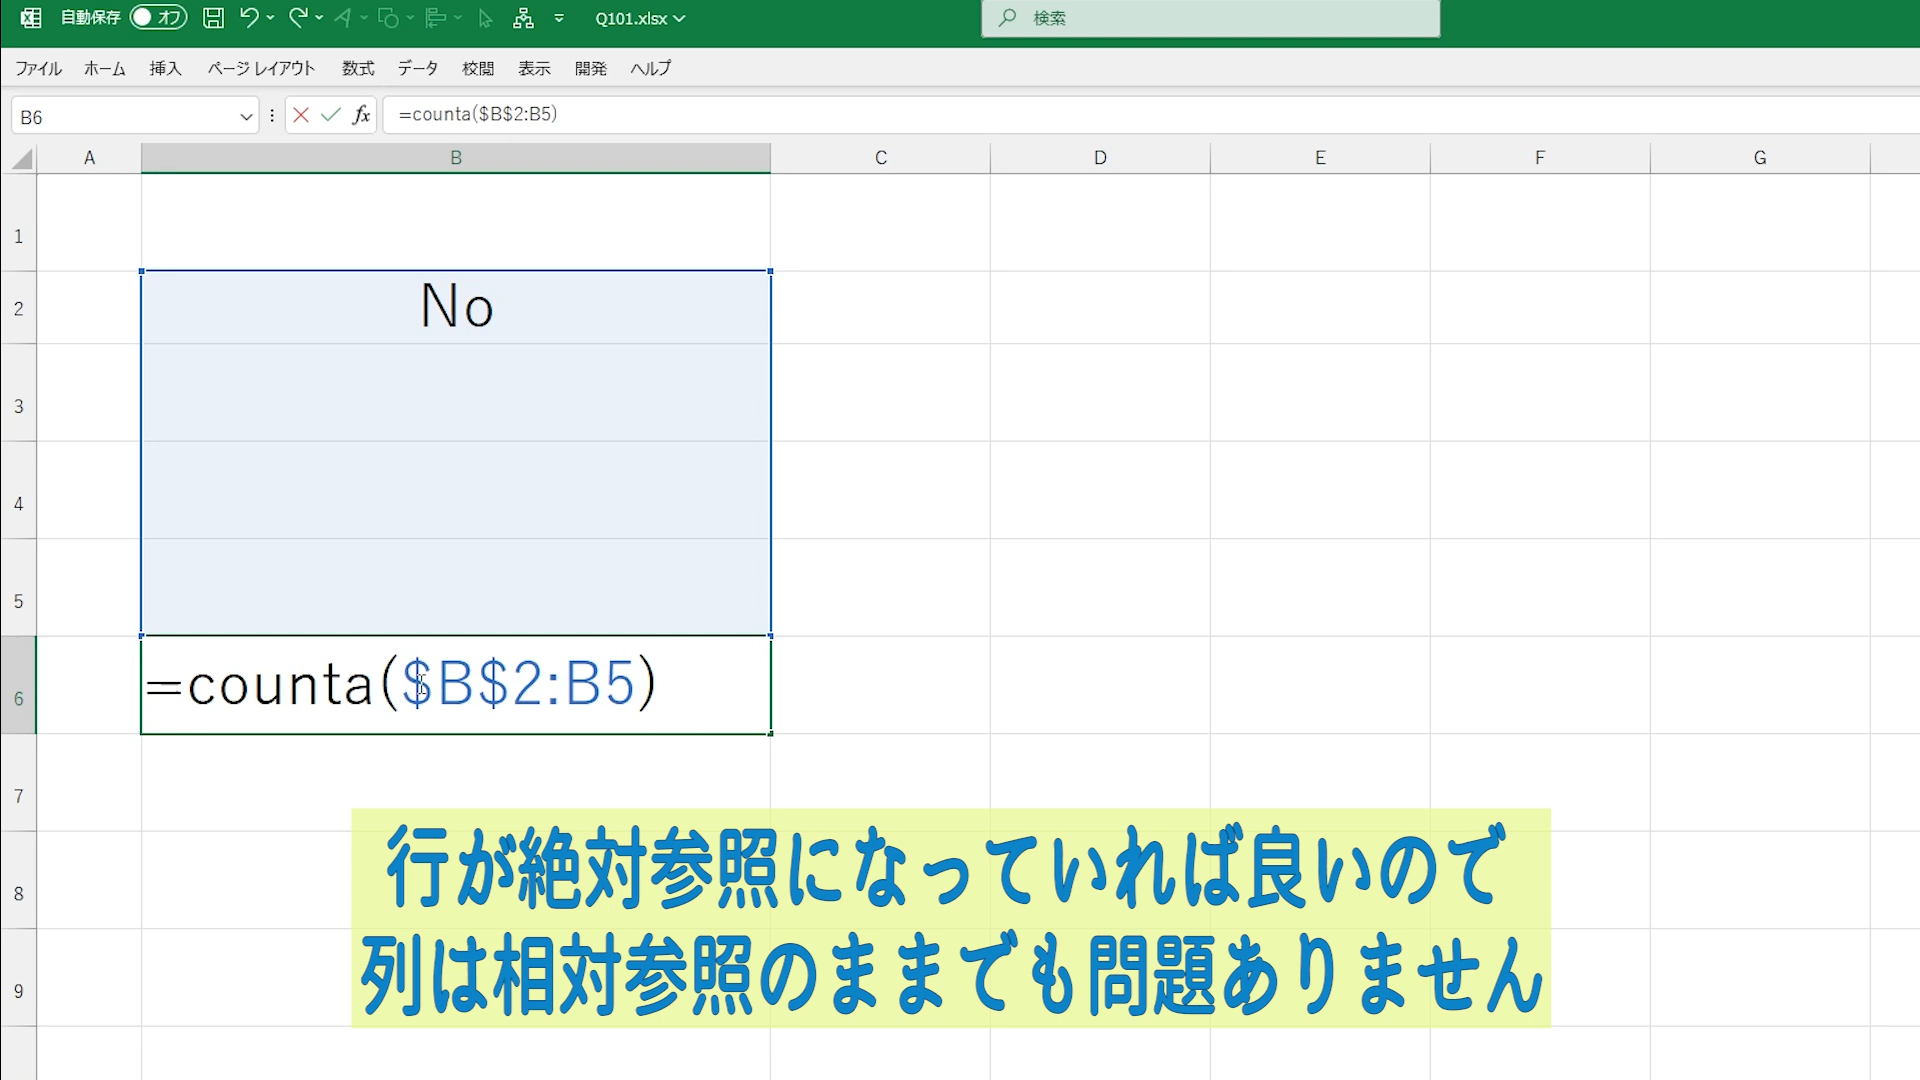 自動保存 オフ Q101.xlsx 検索
ファイル ホーム 挿入 ページ レイアウト 数式 データ 校閲 表示 開発 ヘルプ
B6 fx =counta($B$2:B5)
A B C D E F G
1
2 No
3
4
5
6 =counta($B$2:B5)
7
8
9
行が絶対参照になっていれば良いので
列は相対参照のままでも問題ありません